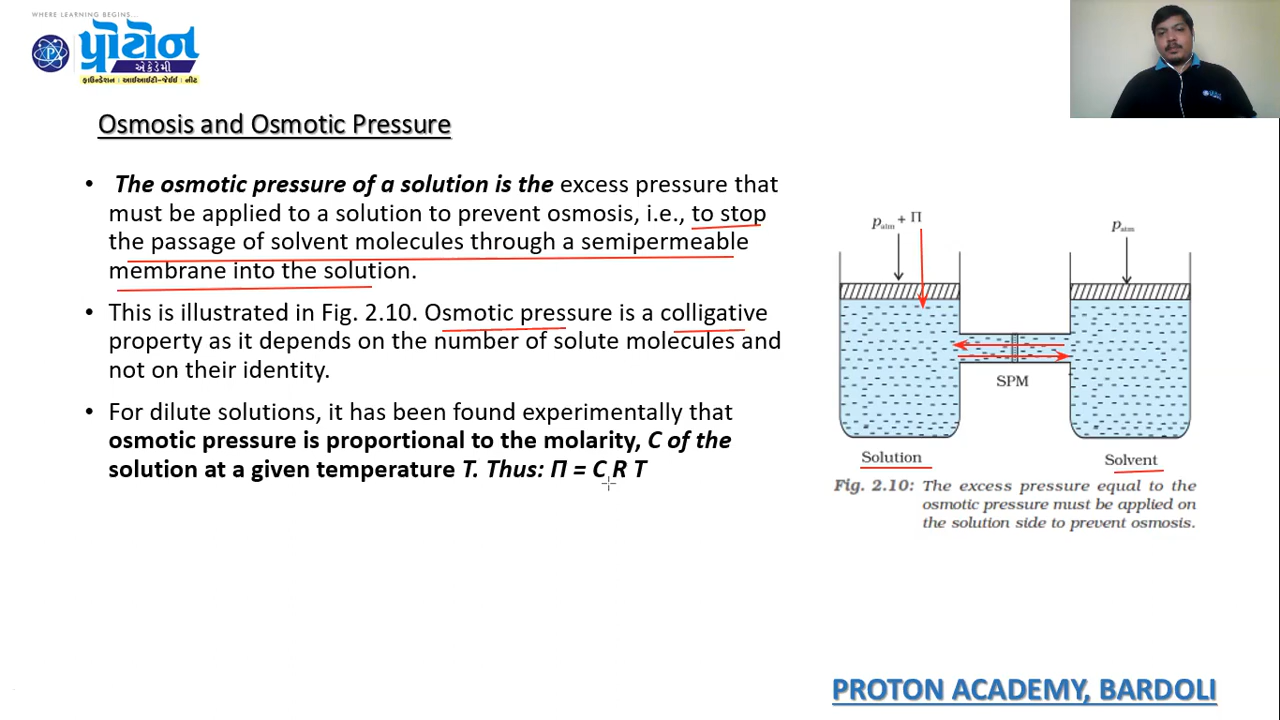 WHERE LEARNING BEGINS...
પ્રોટોન
એકેડેમી
ફાઉન્ડેશન | આઈઆઈટી-જેઈઈ | નીટ
Osmosis and Osmotic Pressure
• The osmotic pressure of a solution is the excess pressure that
must be applied to a solution to prevent osmosis, i.e., to stop
the passage of solvent molecules through a semipermeable
membrane into the solution.
• This is illustrated in Fig. 2.10. Osmotic pressure is a colligative
property as it depends on the number of solute molecules and
not on their identity.
• For dilute solutions, it has been found experimentally that
osmotic pressure is proportional to the molarity, C of the
solution at a given temperature T. Thus: Π = C R T
patm + Π
patm
SPM
Solution
Solvent
Fig. 2.10: The excess pressure equal to the
osmotic pressure must be applied on
the solution side to prevent osmosis.
PROTON ACADEMY, BARDOLI